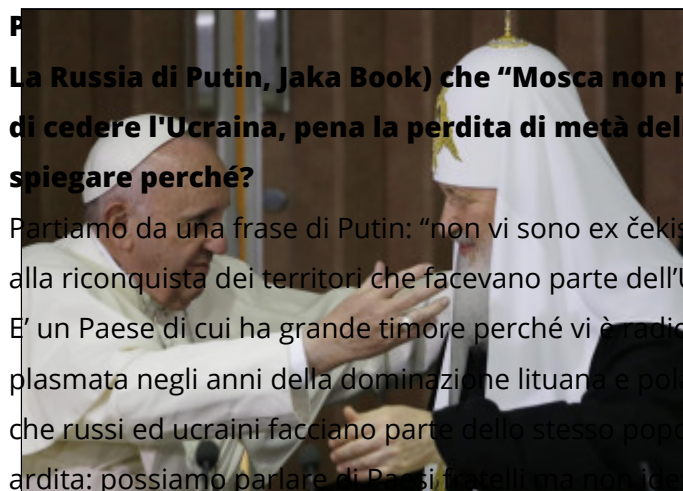 P
La Russia di Putin, Jaka Book) che “Mosca non p
di cedere l'Ucraina, pena la perdita di metà del
spiegare perché?
Partiamo da una frase di Putin: “non vi sono ex čekis
alla riconquista dei territori che facevano parte dell’U
E’ un Paese di cui ha grande timore perché vi è radic
plasmata negli anni della dominazione lituana e pola
che russi ed ucraini facciano parte dello stesso popo
ardita: possiamo parlare di Paesi fratelli ma non ide